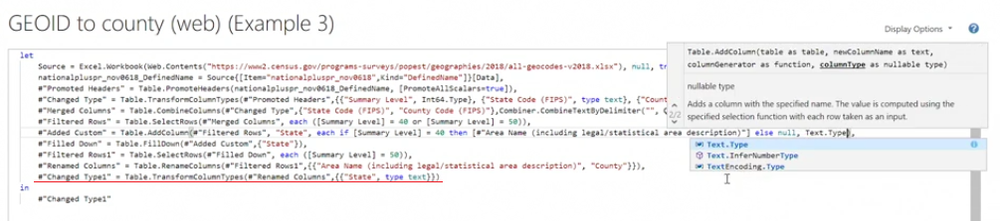 GEOID to county (web) (Example 3)
Display Options
let
Source = Excel.Workbook(Web.Contents("https://www2.census.gov/programs-surveys/popest/geographies/2018/all-geocodes-v2018.xlsx"), null, tr
nationalpluspr_nov0618_DefinedName = Source{[Item="nationalpluspr_nov0618",Kind="DefinedName"]}[Data],
#"Promoted Headers" = Table.PromoteHeaders(nationalpluspr_nov0618_DefinedName, [PromoteAllScalars=true]),
#"Changed Type" = Table.TransformColumnTypes(#"Promoted Headers",{{"Summary Level", Int64.Type}, {"State Code (FIPS)", type text}, {"Count
#"Merged Columns" = Table.CombineColumns(#"Changed Type",{"State Code (FIPS)", "County Code (FIPS)"},Combiner.CombineTextByDelimiter("", Q
#"Filtered Rows" = Table.SelectRows(#"Merged Columns", each ([Summary Level] = 40 or [Summary Level] = 50)),
#"Added Custom" = Table.AddColumn(#"Filtered Rows", "State", each if [Summary Level] = 40 then [#"Area Name (including legal/statistical area description)"] else null, Text.Type),
#"Filled Down" = Table.FillDown(#"Added Custom",{"State"}),
#"Filtered Rows1" = Table.SelectRows(#"Filled Down", each ([Summary Level] = 50)),
#"Renamed Columns" = Table.RenameColumns(#"Filtered Rows1",{{"Area Name (including legal/statistical area description)", "County"}}),
#"Changed Type1" = Table.TransformColumnTypes(#"Renamed Columns",{{"State", type text}})
in
#"Changed Type1"
Table.AddColumn(table as table, newColumnName as text,
columnGenerator as function, columnType as nullable type)
nullable type
2/2
Adds a column with the specified name. The value is computed using the
specified selection function with each row taken as an input.
Text.Type
Text.InferNumberType
TextEncoding.Type